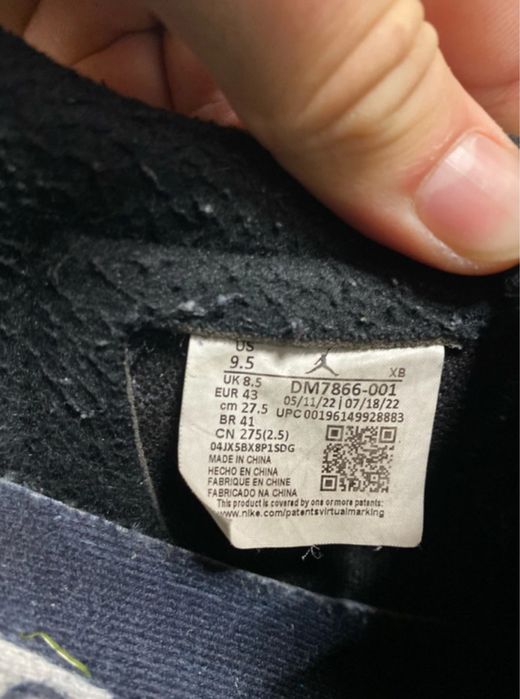 US
9.5
XB
UK 8.5
DM7866-001
EUR 43
05/11/22 | 07/18/22
cm 27.5
UPC 00196149928883
BR 41
CN 275(2.5)
04JX5BX8P1SDG
MADE IN CHINA
HECHO EN CHINA
FABRIQUE EN CHINE
FABRICADO NA CHINA
This product is covered by one or more patents:
www.nike.com/patentsvirtualmarking